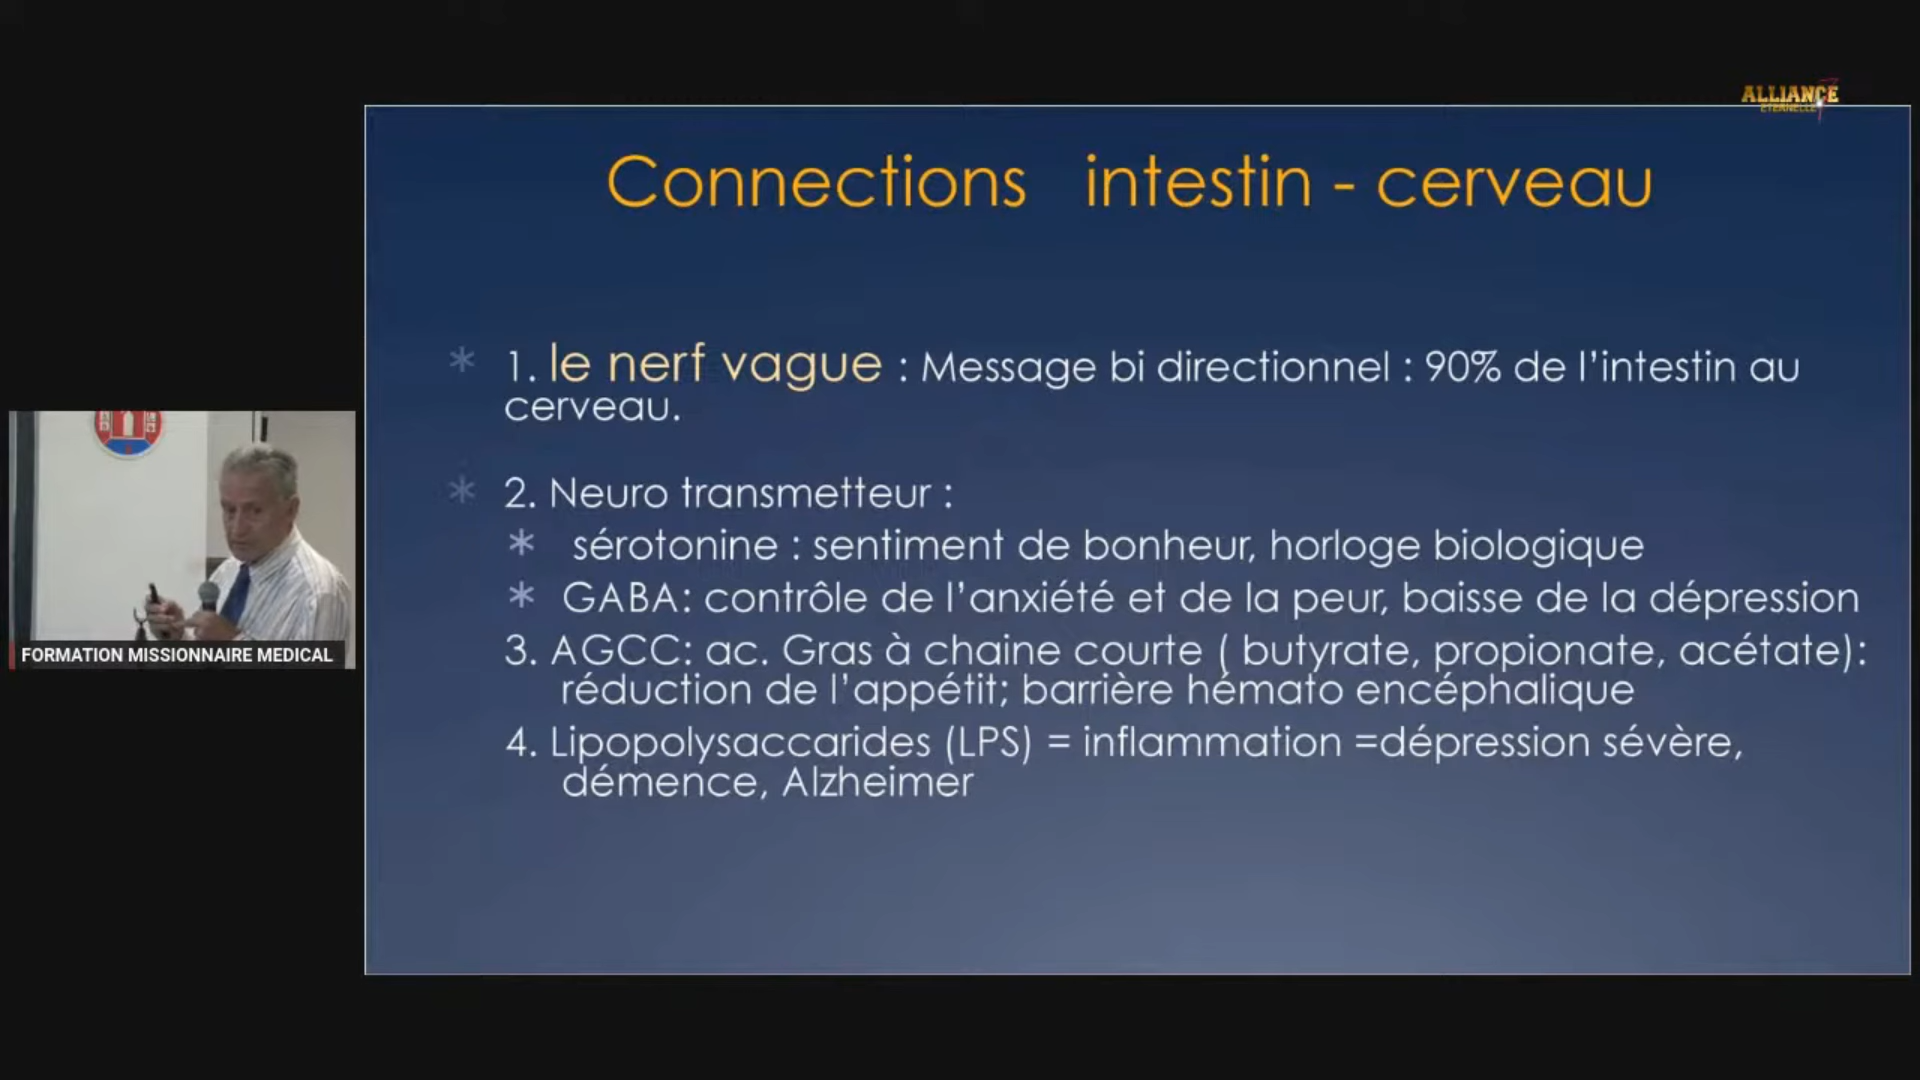 ALLIANCE
ETERNELLE
Connections intestin - cerveau
* 1. le nerf vague : Message bi directionnel : 90% de l'intestin au
cerveau.
* 2. Neuro transmetteur :
* sérotonine : sentiment de bonheur, horloge biologique
* GABA: contrôle de l'anxiété et de la peur, baisse de la dépression
3. AGCC: ac. Gras à chaine courte ( butyrate, propionate, acétate):
réduction de l'appétit; barrière hémato encéphalique
4. Lipopolysaccarides (LPS) = inflammation =dépression sévère,
démence, Alzheimer
FORMATION MISSIONNAIRE MEDICAL